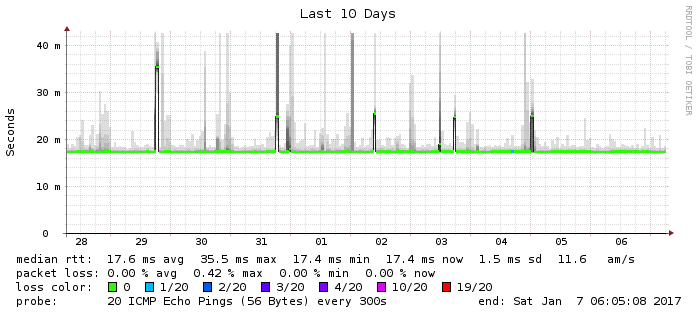 Last 10 Days
RRDTOOL / TOBI OETIKER
Seconds
40 m
30 m
20 m
10 m
0
28 29 30 31 01 02 03 04 05 06
median rtt: 17.6 ms avg 35.5 ms max 17.4 ms min 17.4 ms now 1.5 ms sd 11.6 am/s
packet loss: 0.00 % avg 0.42 % max 0.00 % min 0.00 % now
loss color: 0 1/20 2/20 3/20 4/20 10/20 19/20
probe: 20 ICMP Echo Pings (56 Bytes) every 300s end: Sat Jan 7 06:05:08 2017